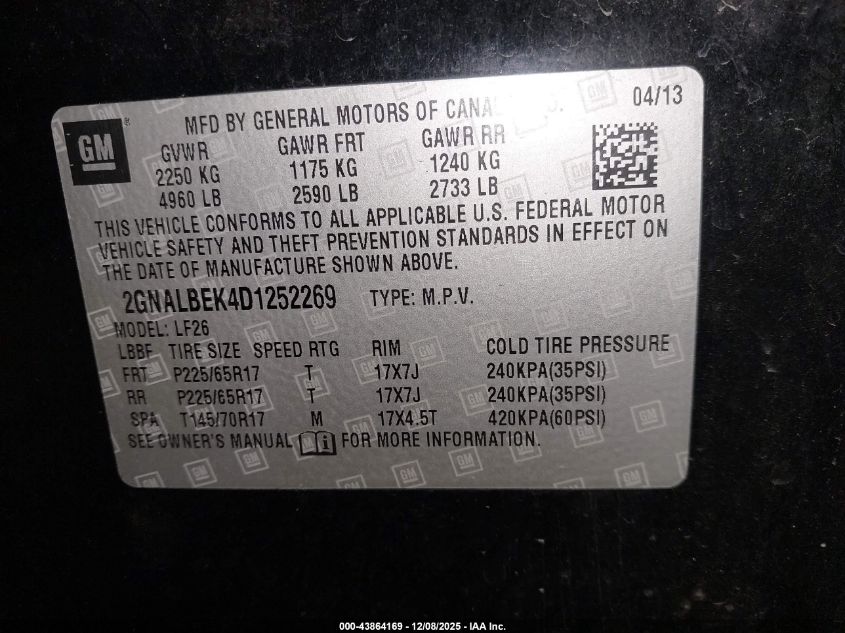 GM ®
MFD BY GENERAL MOTORS OF CANA 04/13
GVWR GAWR FRT GAWR RR
2250 KG 1175 KG 1240 KG
4960 LB 2590 LB 2733 LB
THIS VEHICLE CONFORMS TO ALL APPLICABLE U.S. FEDERAL MOTOR
VEHICLE SAFETY AND THEFT PREVENTION STANDARDS IN EFFECT ON
THE DATE OF MANUFACTURE SHOWN ABOVE.
2GNALBEK4D1252269 TYPE: M.P.V.
MODEL: LF26
LBBF TIRE SIZE SPEED RTG RIM COLD TIRE PRESSURE
FRT P225/65R17 T 17X7J 240KPA(35PSI)
RR P225/65R17 T 17X7J 240KPA(35PSI)
SPA T145/70R17 M 17X4.5T 420KPA(60PSI)
SEE OWNER'S MANUAL FOR MORE INFORMATION.
000-43864169 - 12/08/2025 - IAA Inc.